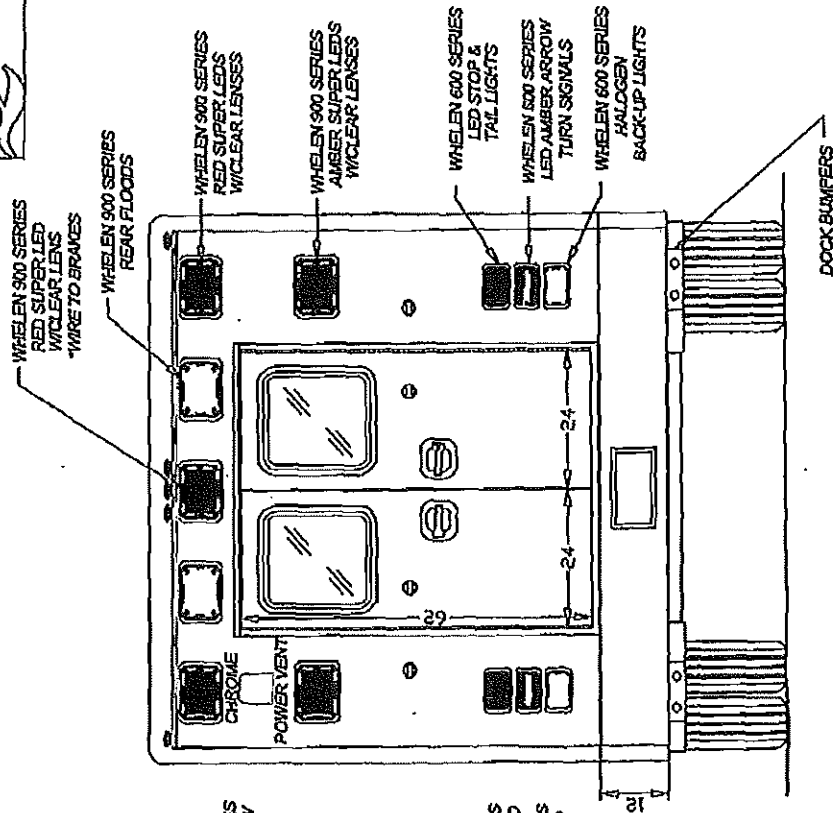 WHELEN 900 SERIES
RED SUPER LED
W/CLEAR LENS
*WIRE TO BRAKES
WHELEN 900 SERIES
REAR FLOODS
WHELEN 900 SERIES
RED SUPER LEDS
W/CLEAR LENSES
WHELEN 900 SERIES
AMBER SUPER LEDS
W/CLEAR LENSES
CHROME
POWER VENT
WHELEN 600 SERIES
LED STOP &
TAIL LIGHTS
WHELEN 600 SERIES
LED AMBER ARROW
TURN SIGNALS
WHELEN 600 SERIES
HALOGEN
BACK-UP LIGHTS
62
24
24
12
DOCK BUMPERS